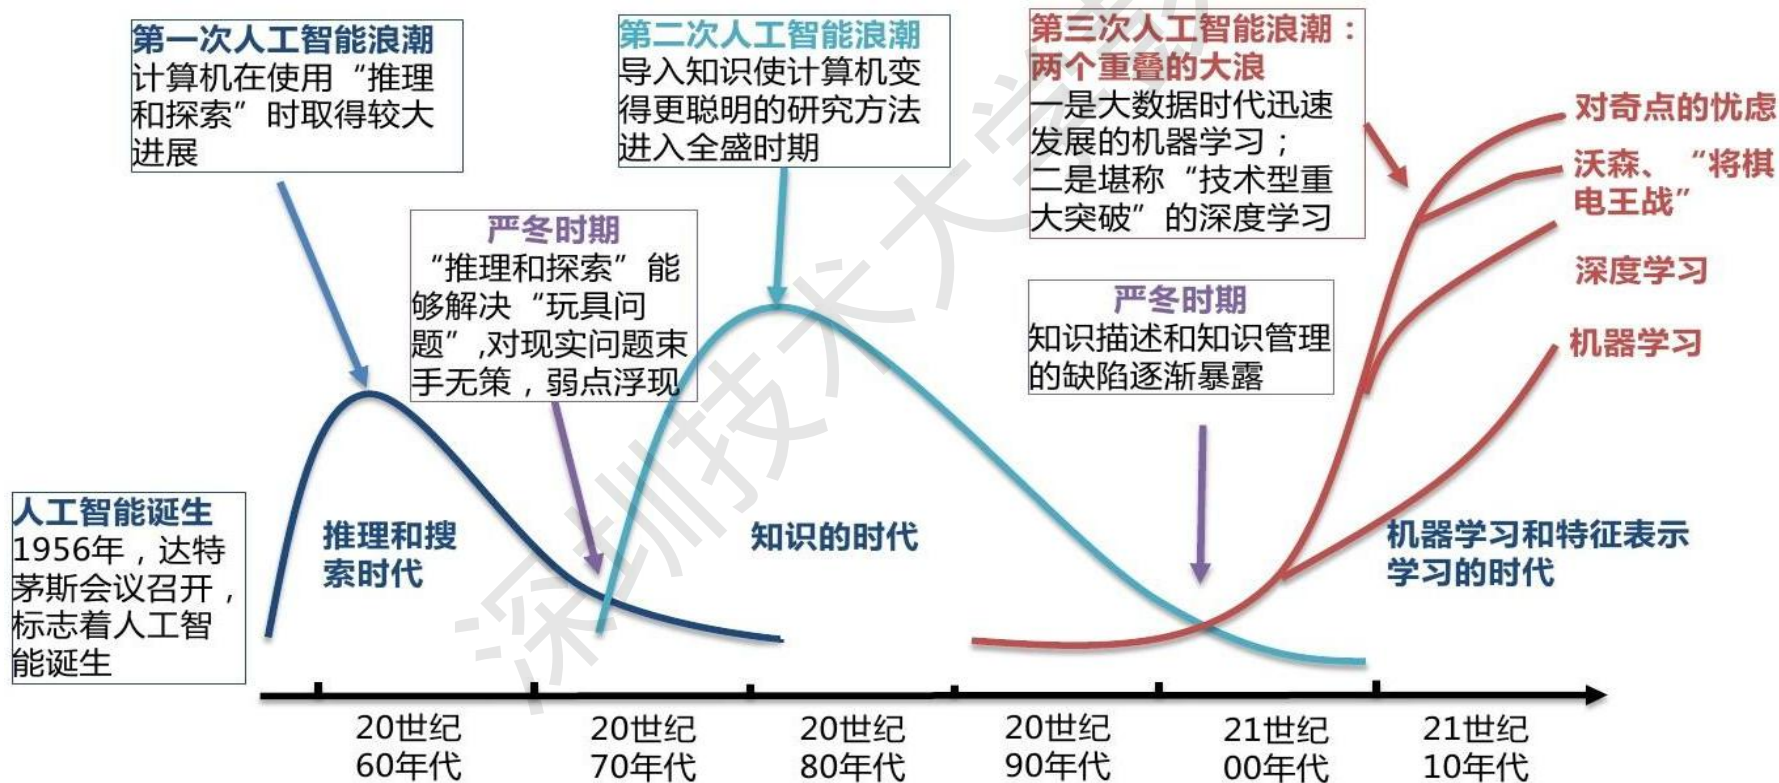 第一次人工智能浪潮
计算机在使用“推理
和探索”时取得较大
进展
第二次人工智能浪潮
导入知识使计算机变
得更聪明的研究方法
进入全盛时期
第三次人工智能浪潮：
两个重叠的大浪
一是大数据时代迅速
发展的机器学习；
二是堪称“技术型重
大突破”的深度学习
对奇点的忧虑
沃森、“将棋
电王战”
深度学习
机器学习
严冬时期
“推理和探索”能
够解决“玩具问
题”,对现实问题束
手无策，弱点浮现
严冬时期
知识描述和知识管理
的缺陷逐渐暴露
人工智能诞生
1956年，达特
茅斯会议召开，
标志着人工智
能诞生
推理和搜
索时代
知识的时代
机器学习和特征表示
学习的时代
20世纪
60年代
20世纪
70年代
20世纪
80年代
20世纪
90年代
21世纪
00年代
21世纪
10年代
深圳技术大学